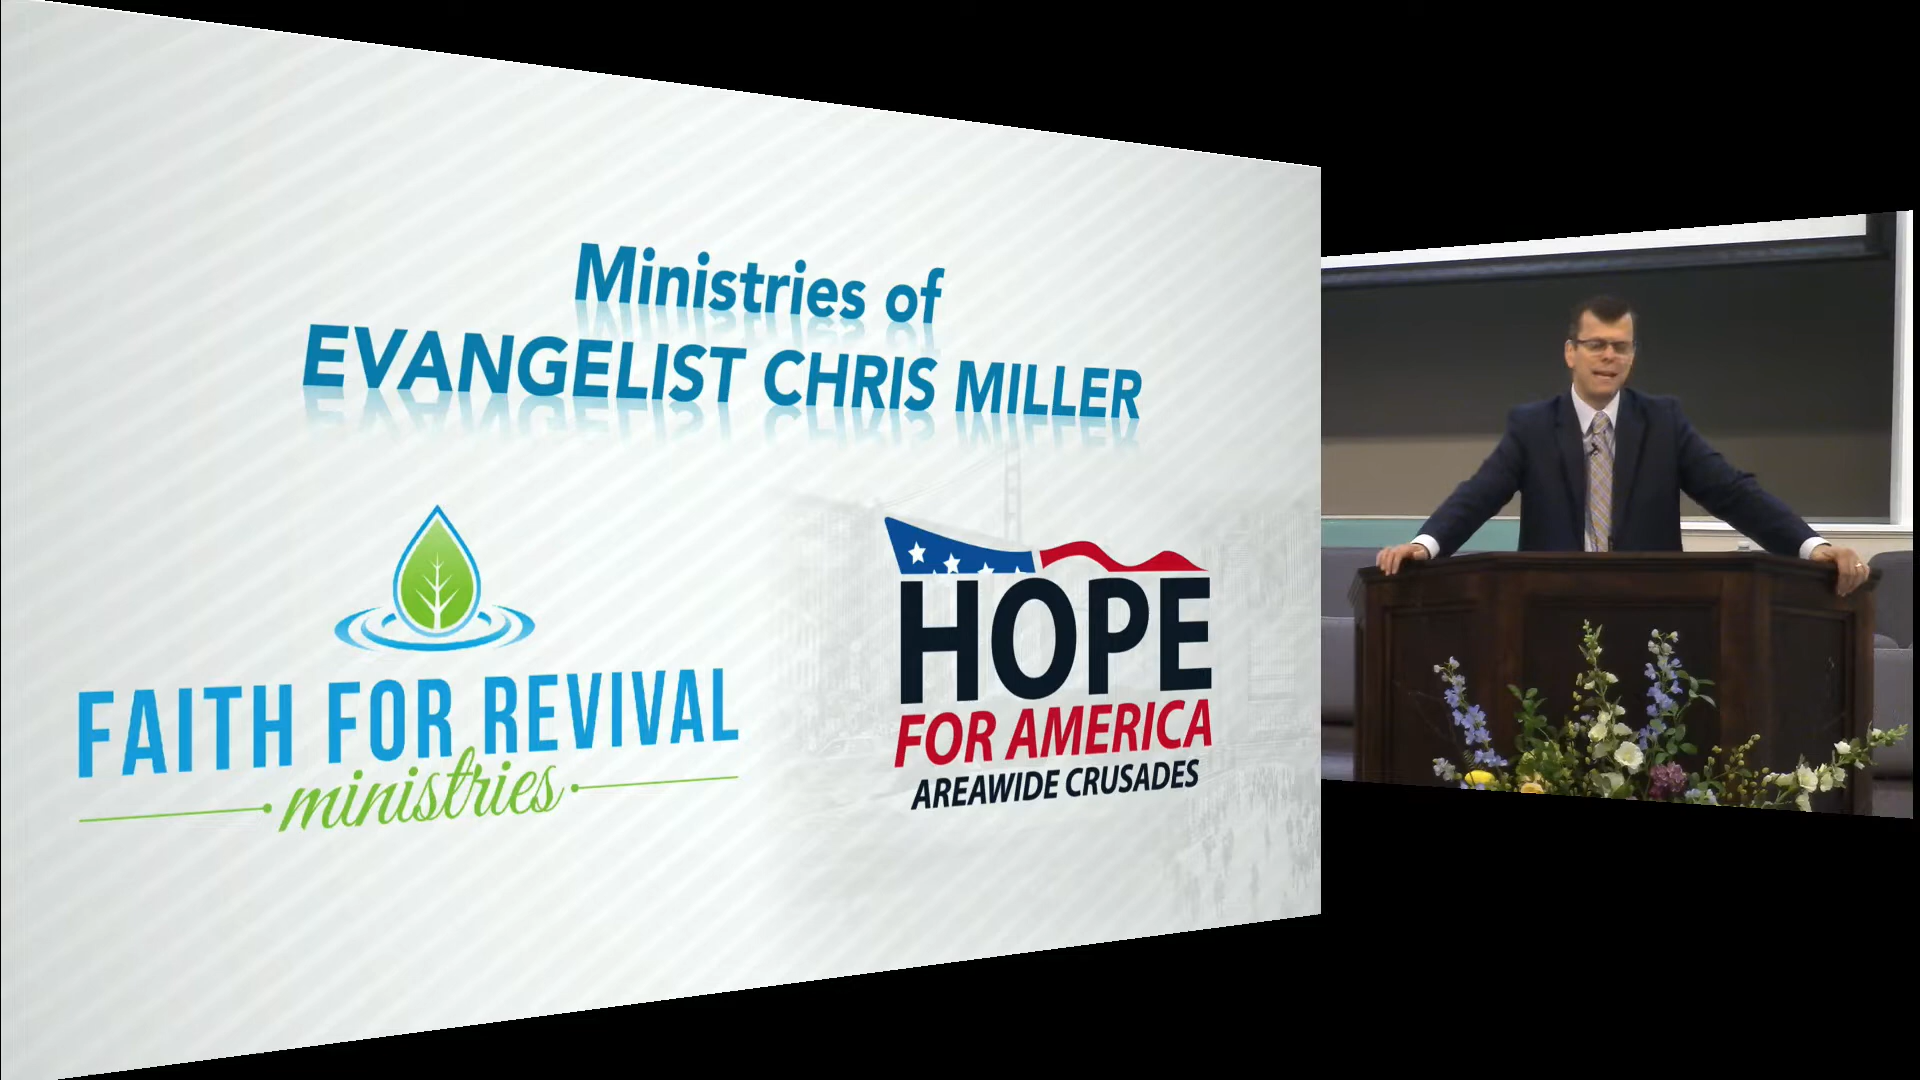 Ministries of
EVANGELIST CHRIS MILLER
FAITH FOR REVIVAL
ministries
HOPE
FOR AMERICA
AREAWIDE CRUSADES